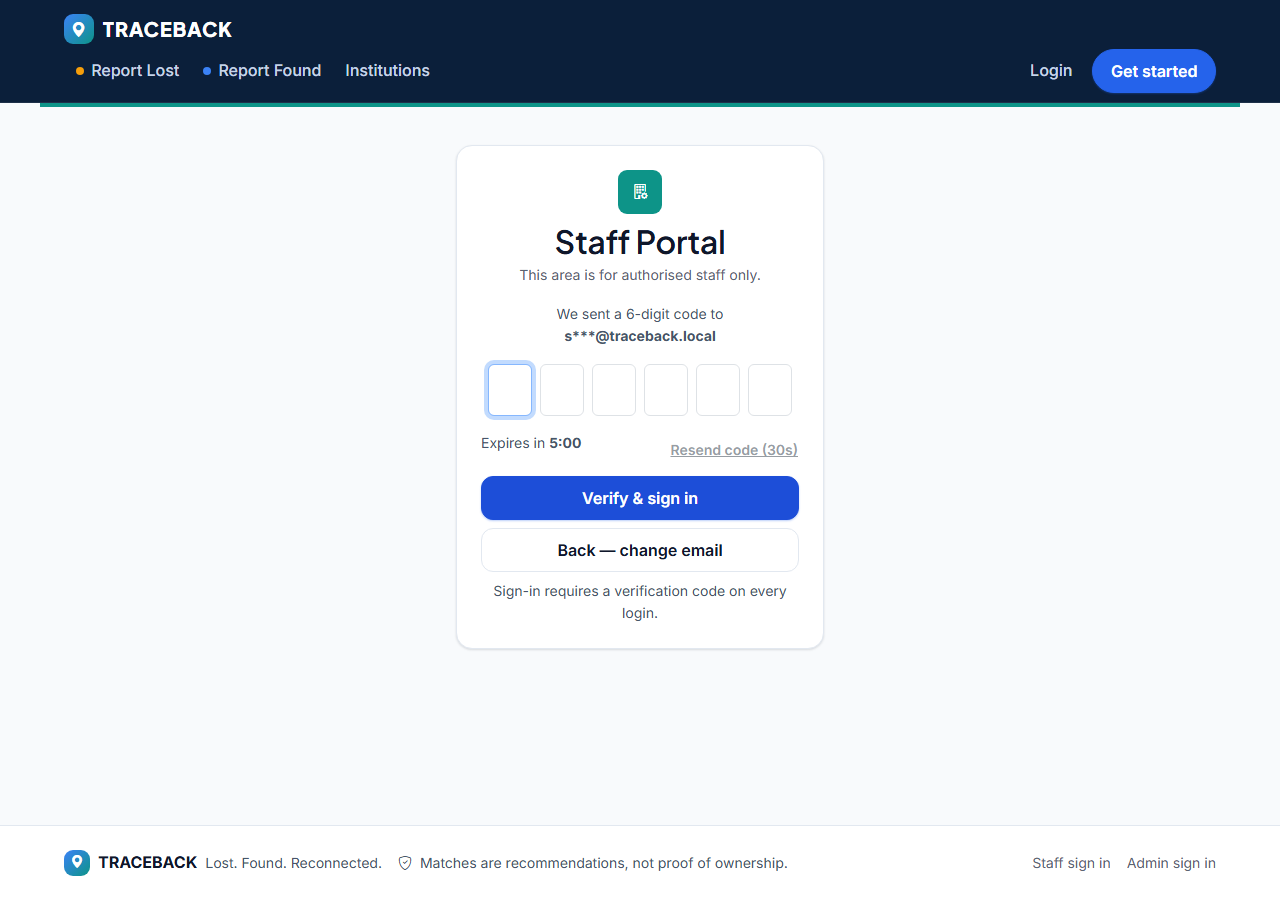 TRACEBACK
Report Lost
Report Found
Institutions
Login
Get started
Staff Portal
This area is for authorised staff only.
We sent a 6-digit code to
s***@traceback.local
Expires in 5:00
Resend code (30s)
Verify & sign in
Back — change email
Sign-in requires a verification code on every
login.
TRACEBACK
Lost. Found. Reconnected.
Matches are recommendations, not proof of ownership.
Staff sign in
Admin sign in